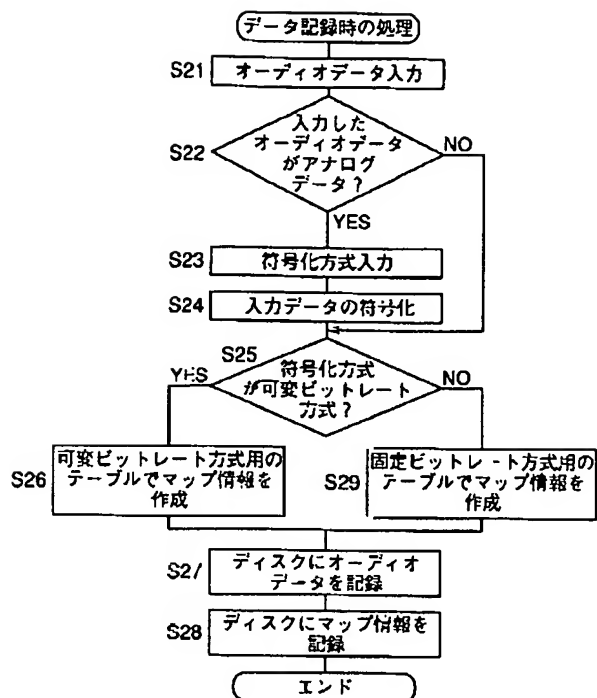 データ記録時の処理
S21
オーディオデータ入力
S22
入力した
オーディオデータ
がアナログ
データ?
NO
YES
S23
符号化方式入力
S24
入力データの符号化
S25
符号化方式
が可変ビットレート
方式?
YES
NO
S26
可変ビットレート方式用の
テーブルでマップ情報を
作成
S29
固定ビットレート方式用の
テーブルでマップ情報を
作成
S27
ディスクにオーディオ
データを記録
S28
ディスクにマップ情報を
記録
エンド